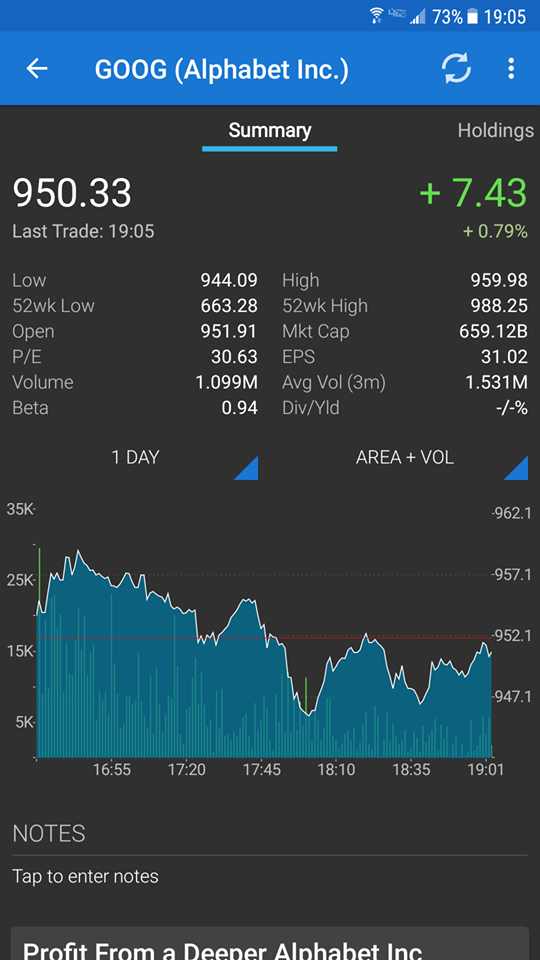 73% 19:05
GOOG (Alphabet Inc.)
Summary Holdings
950.33 + 7.43
Last Trade: 19:05 + 0.79%
Low 944.09 High 959.98
52wk Low 663.28 52wk High 988.25
Open 951.91 Mkt Cap 659.12B
P/E 30.63 EPS 31.02
Volume 1.099M Avg Vol (3m) 1.531M
Beta 0.94 Div/Yld -/-%
1 DAY AREA + VOL
35K 962.1
25K 957.1
15K 952.1
5K 947.1
16:55 17:20 17:45 18:10 18:35 19:01
NOTES
Tap to enter notes
Profit From a Deeper Alphabet Inc